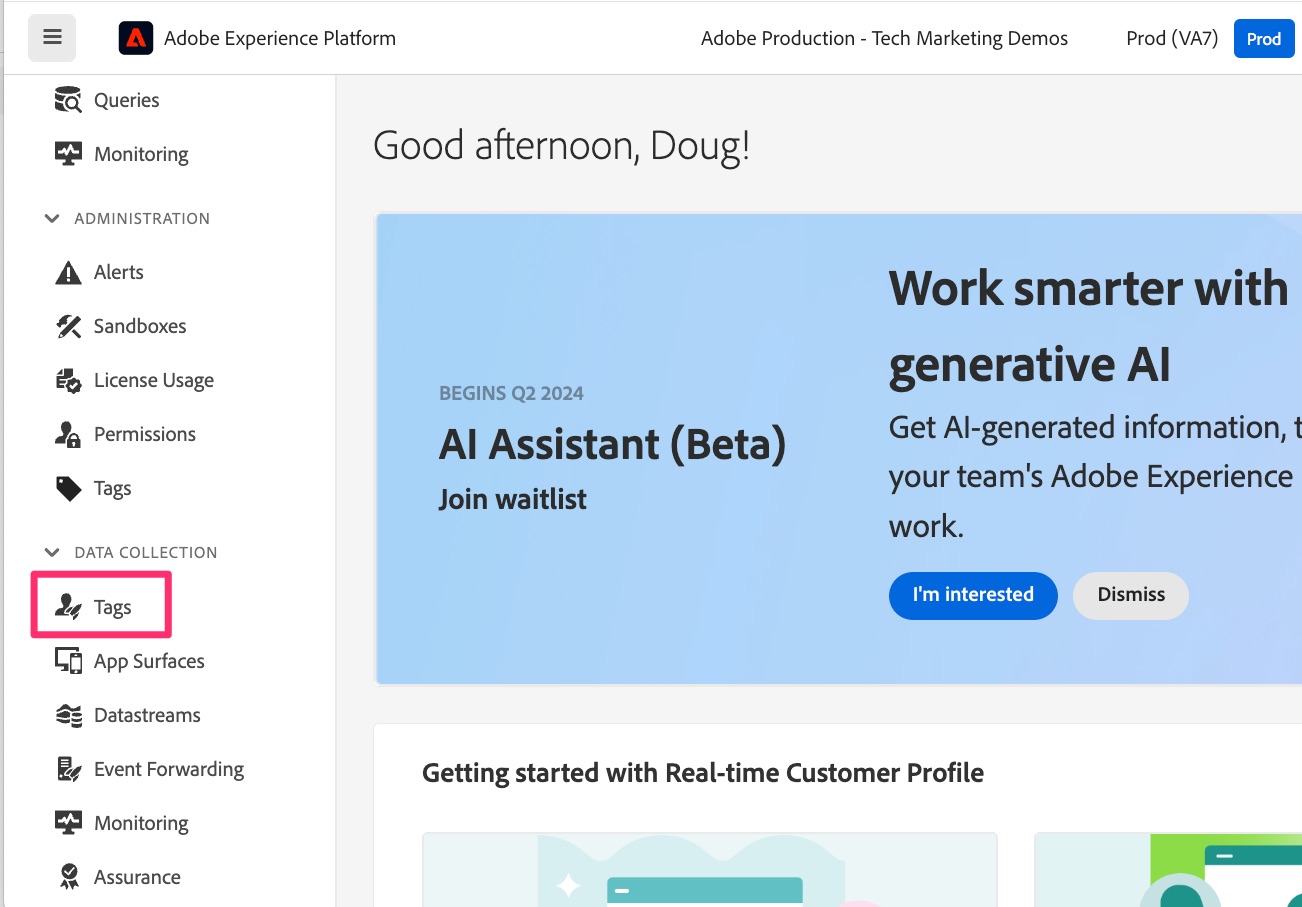 Adobe Experience Platform
Adobe Production - Tech Marketing Demos
Prod (VA7)
Prod
Queries
Monitoring
ADMINISTRATION
Alerts
Sandboxes
License Usage
Permissions
Tags
DATA COLLECTION
Tags
App Surfaces
Datastreams
Event Forwarding
Monitoring
Assurance
Good afternoon, Doug!
BEGINS Q2 2024
AI Assistant (Beta)
Join waitlist
Work smarter with
generative AI
Get AI-generated information, t
your team's Adobe Experience
work.
I'm interested
Dismiss
Getting started with Real-time Customer Profile